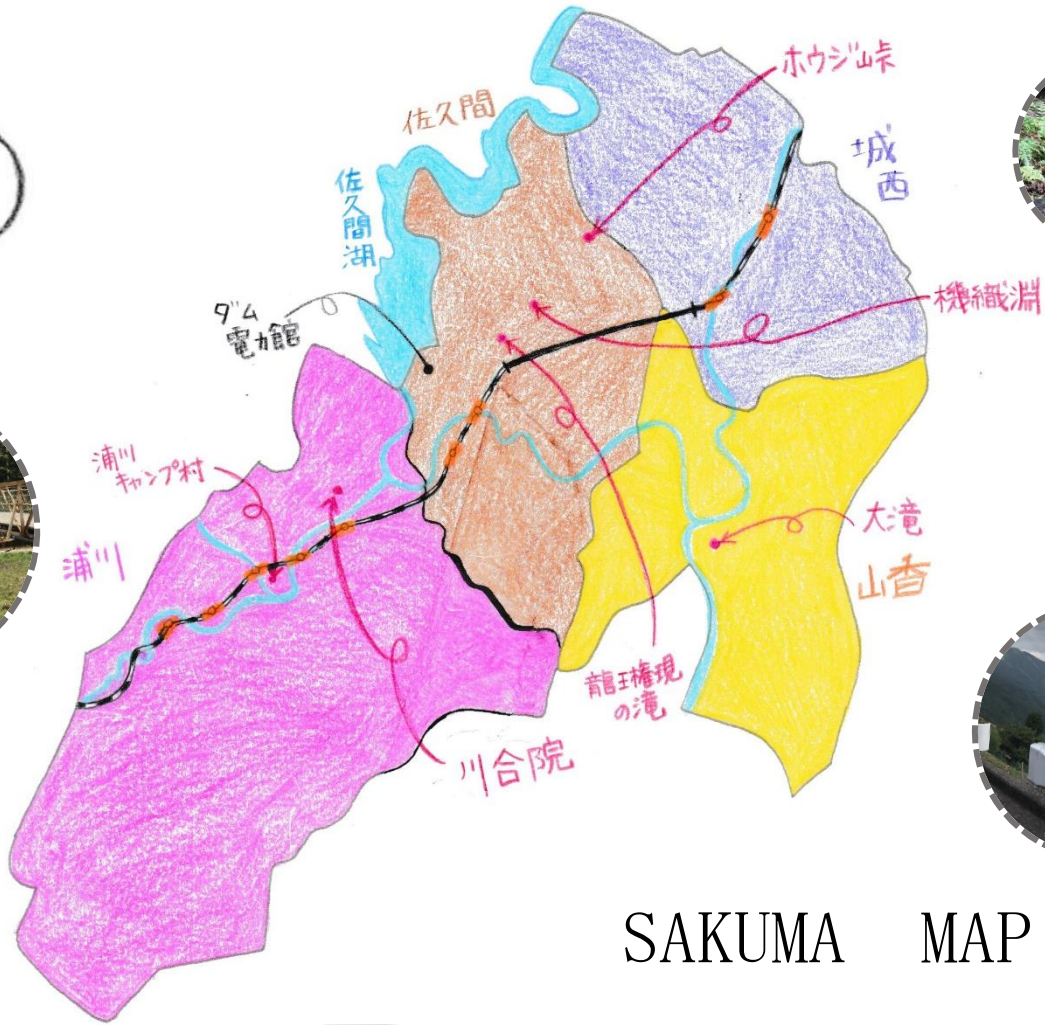 ホウジ峠
佐久間
城
西
佐
久
間
湖
機織淵
ダム
電力館
浦川
キャンプ村
大滝
浦川
山香
龍王権現
の滝
川合院
SAKUMA MAP